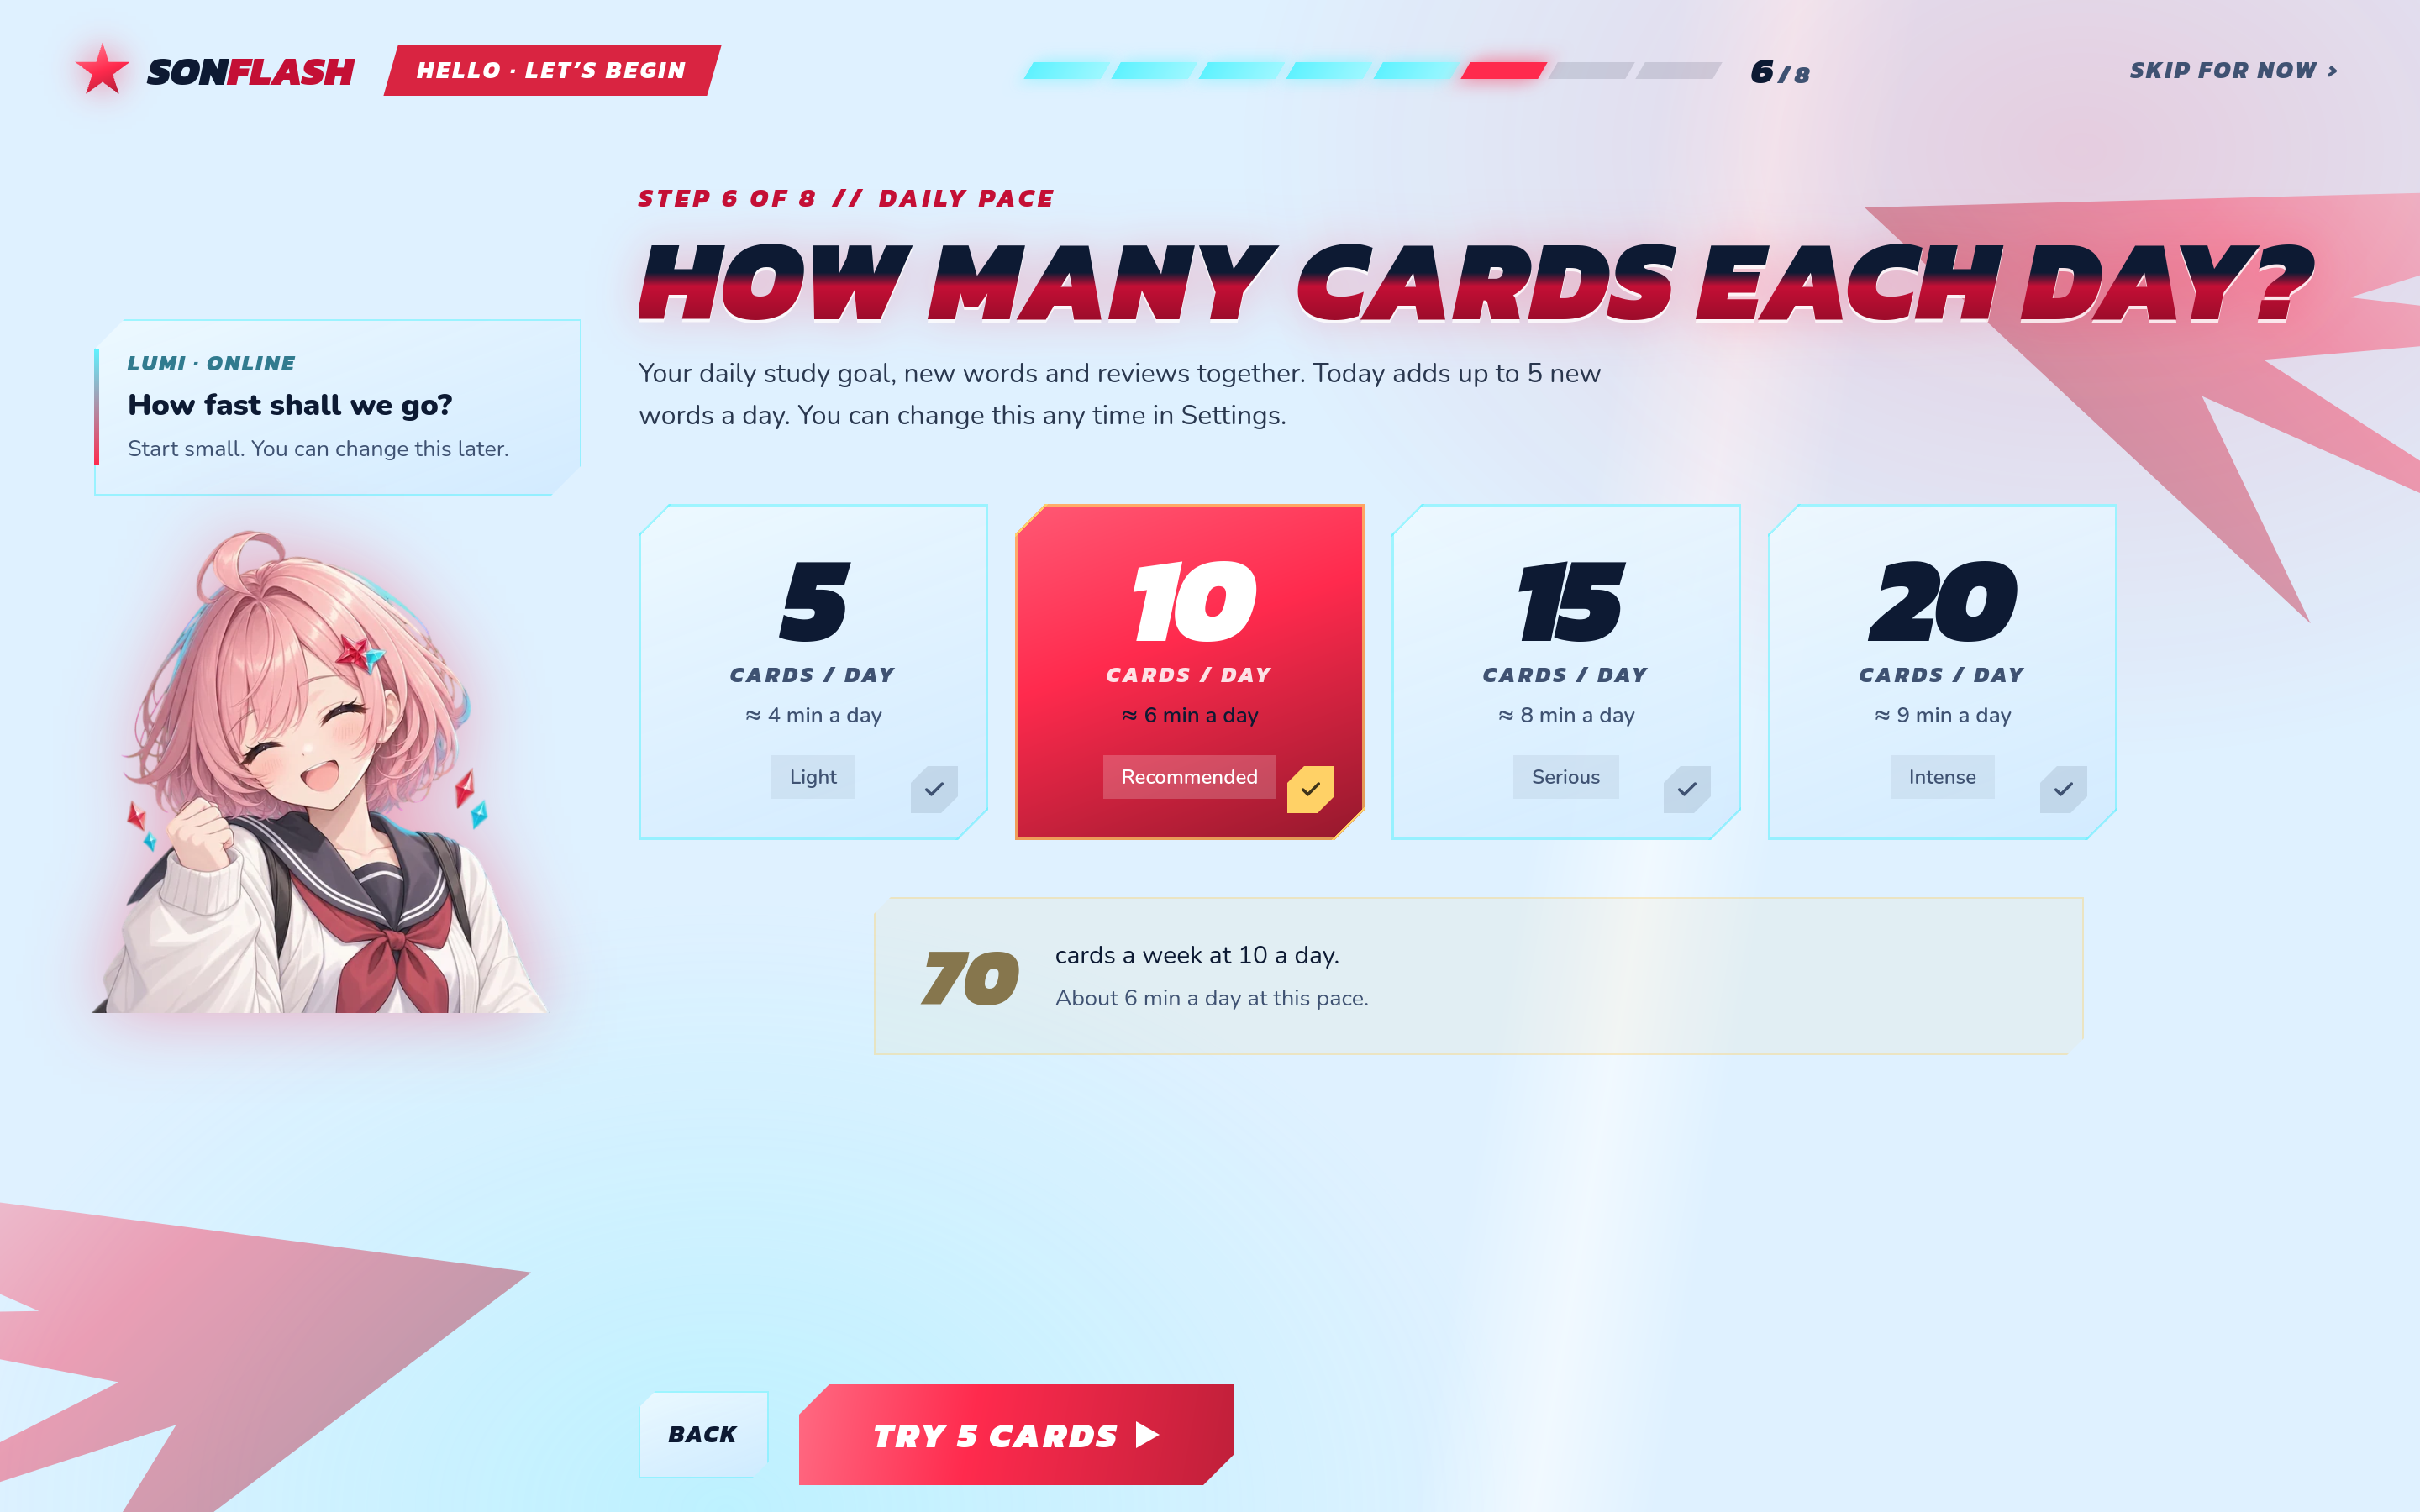 SONFLASH
HELLO · LET'S BEGIN
6 / 8
SKIP FOR NOW ›
STEP 6 OF 8 // DAILY PACE
HOW MANY CARDS EACH DAY?
Your daily study goal, new words and reviews together. Today adds up to 5 new
words a day. You can change this any time in Settings.
LUMI · ONLINE
How fast shall we go?
Start small. You can change this later.
5
CARDS / DAY
≈ 4 min a day
Light
10
CARDS / DAY
≈ 6 min a day
Recommended
15
CARDS / DAY
≈ 8 min a day
Serious
20
CARDS / DAY
≈ 9 min a day
Intense
70
cards a week at 10 a day.
About 6 min a day at this pace.
BACK
TRY 5 CARDS